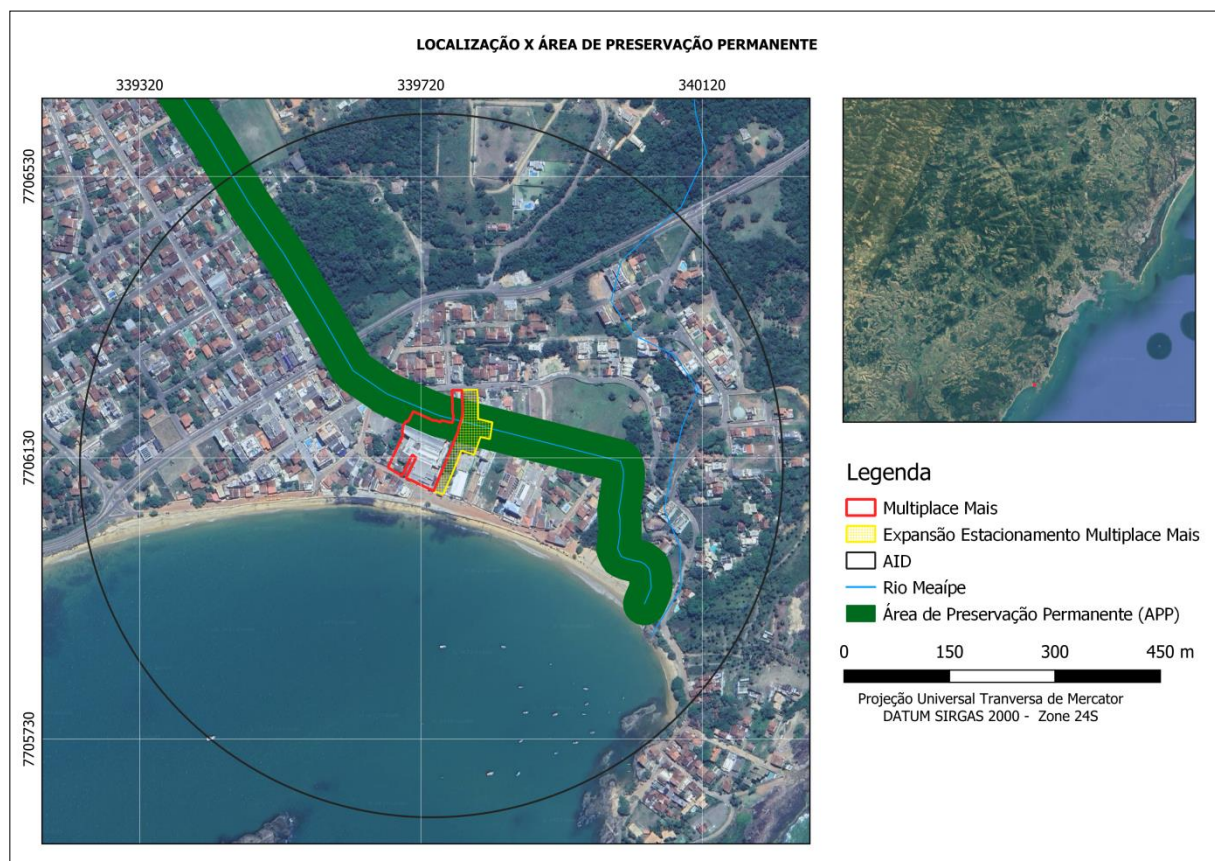 LOCALIZAÇÃO X ÁREA DE PRESERVAÇÃO PERMANENTE
339320
339720
340120
7706530
7706130
7705730
Legenda
Multiplace Mais
Expansão Estacionamento Multiplace Mais
AID
Rio Meaípe
Área de Preservação Permanente (APP)
0
150
300
450 m
Projeção Universal Tranversa de Mercator
DATUM SIRGAS 2000 - Zone 24S